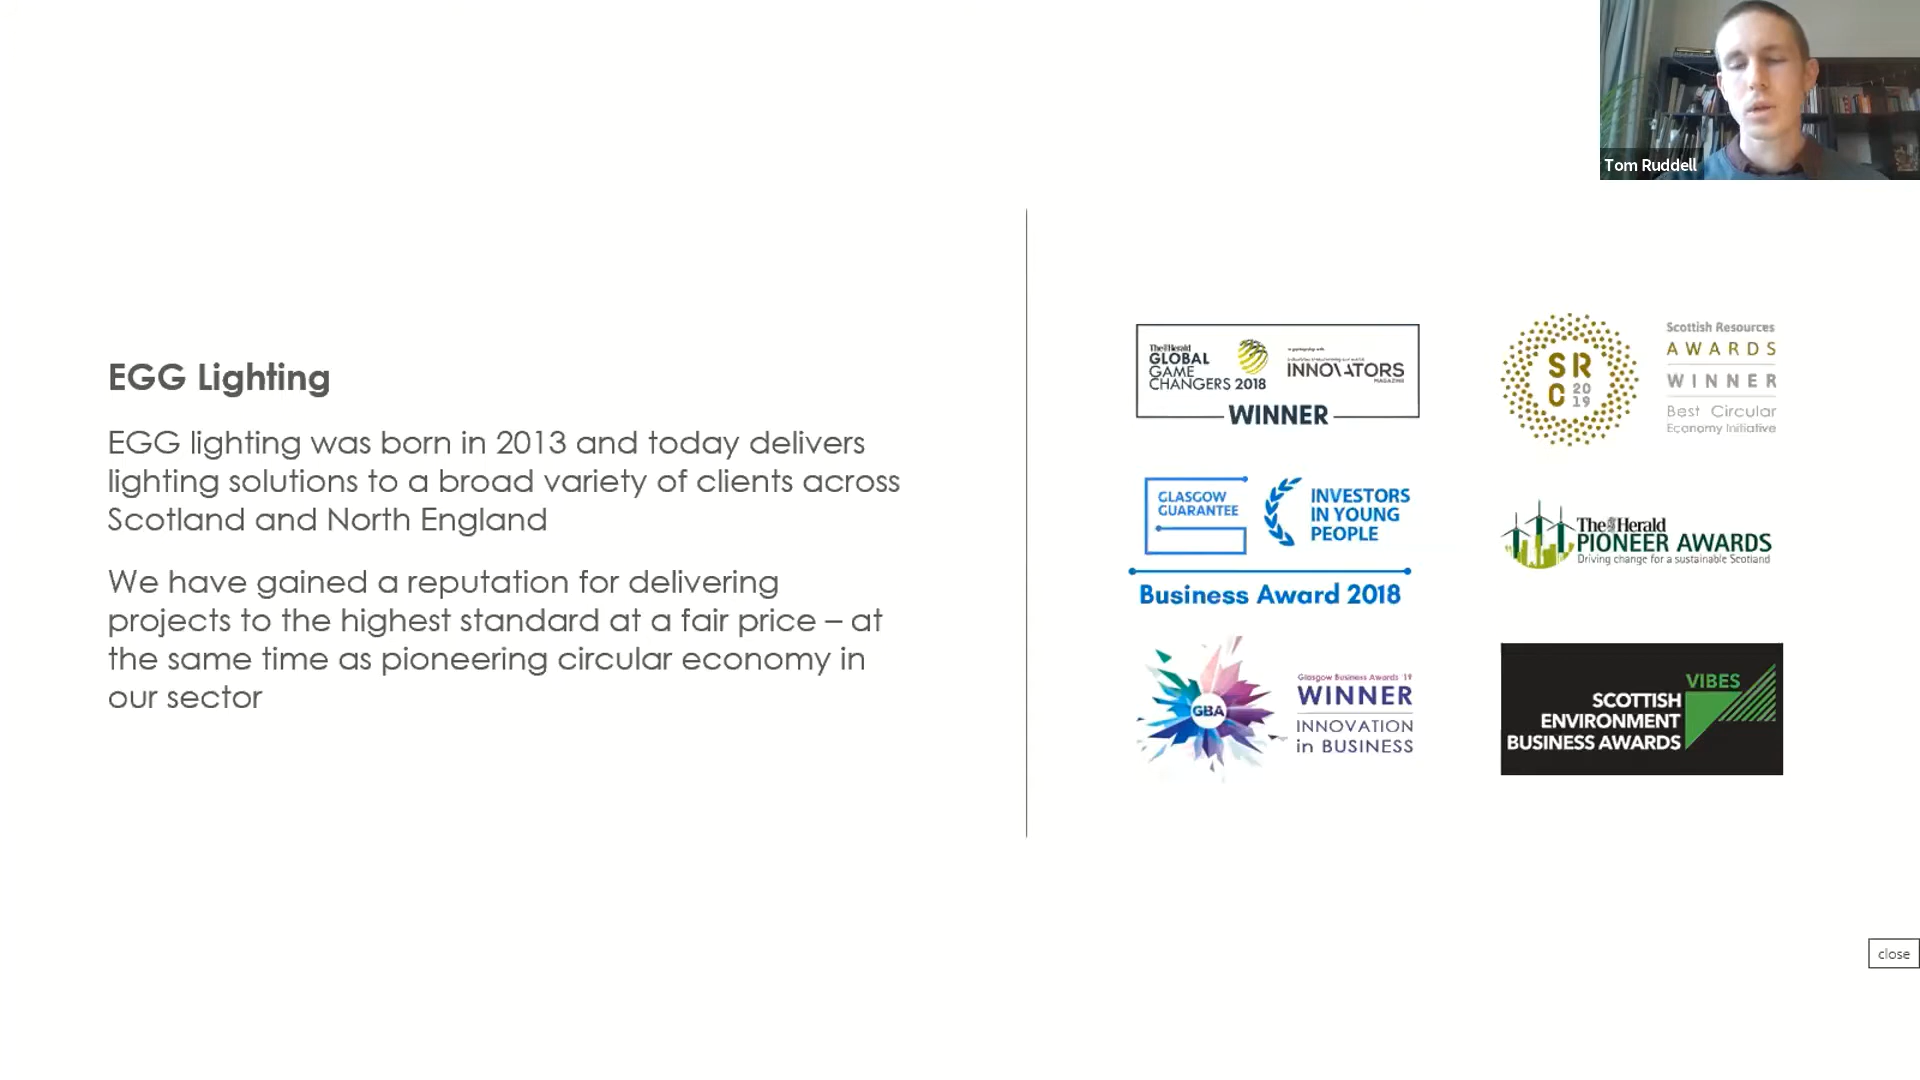 Tom Ruddell
EGG Lighting
EGG lighting was born in 2013 and today delivers
lighting solutions to a broad variety of clients across
Scotland and North England
We have gained a reputation for delivering
projects to the highest standard at a fair price – at
the same time as pioneering circular economy in
our sector
The Herald
GLOBAL
GAME
CHANGERS 2018
INNOVATORS
MAGAZINE
WINNER
SRC 2019
Scottish Resources
AWARDS
WINNER
Best Circular
Economy Initiative
GLASGOW
GUARANTEE
INVESTORS
IN YOUNG
PEOPLE
Business Award 2018
The Herald
PIONEER AWARDS
Driving change for a sustainable Scotland
GBA
Glasgow Business Awards '19
WINNER
INNOVATION
in BUSINESS
VIBES
SCOTTISH
ENVIRONMENT
BUSINESS AWARDS
close